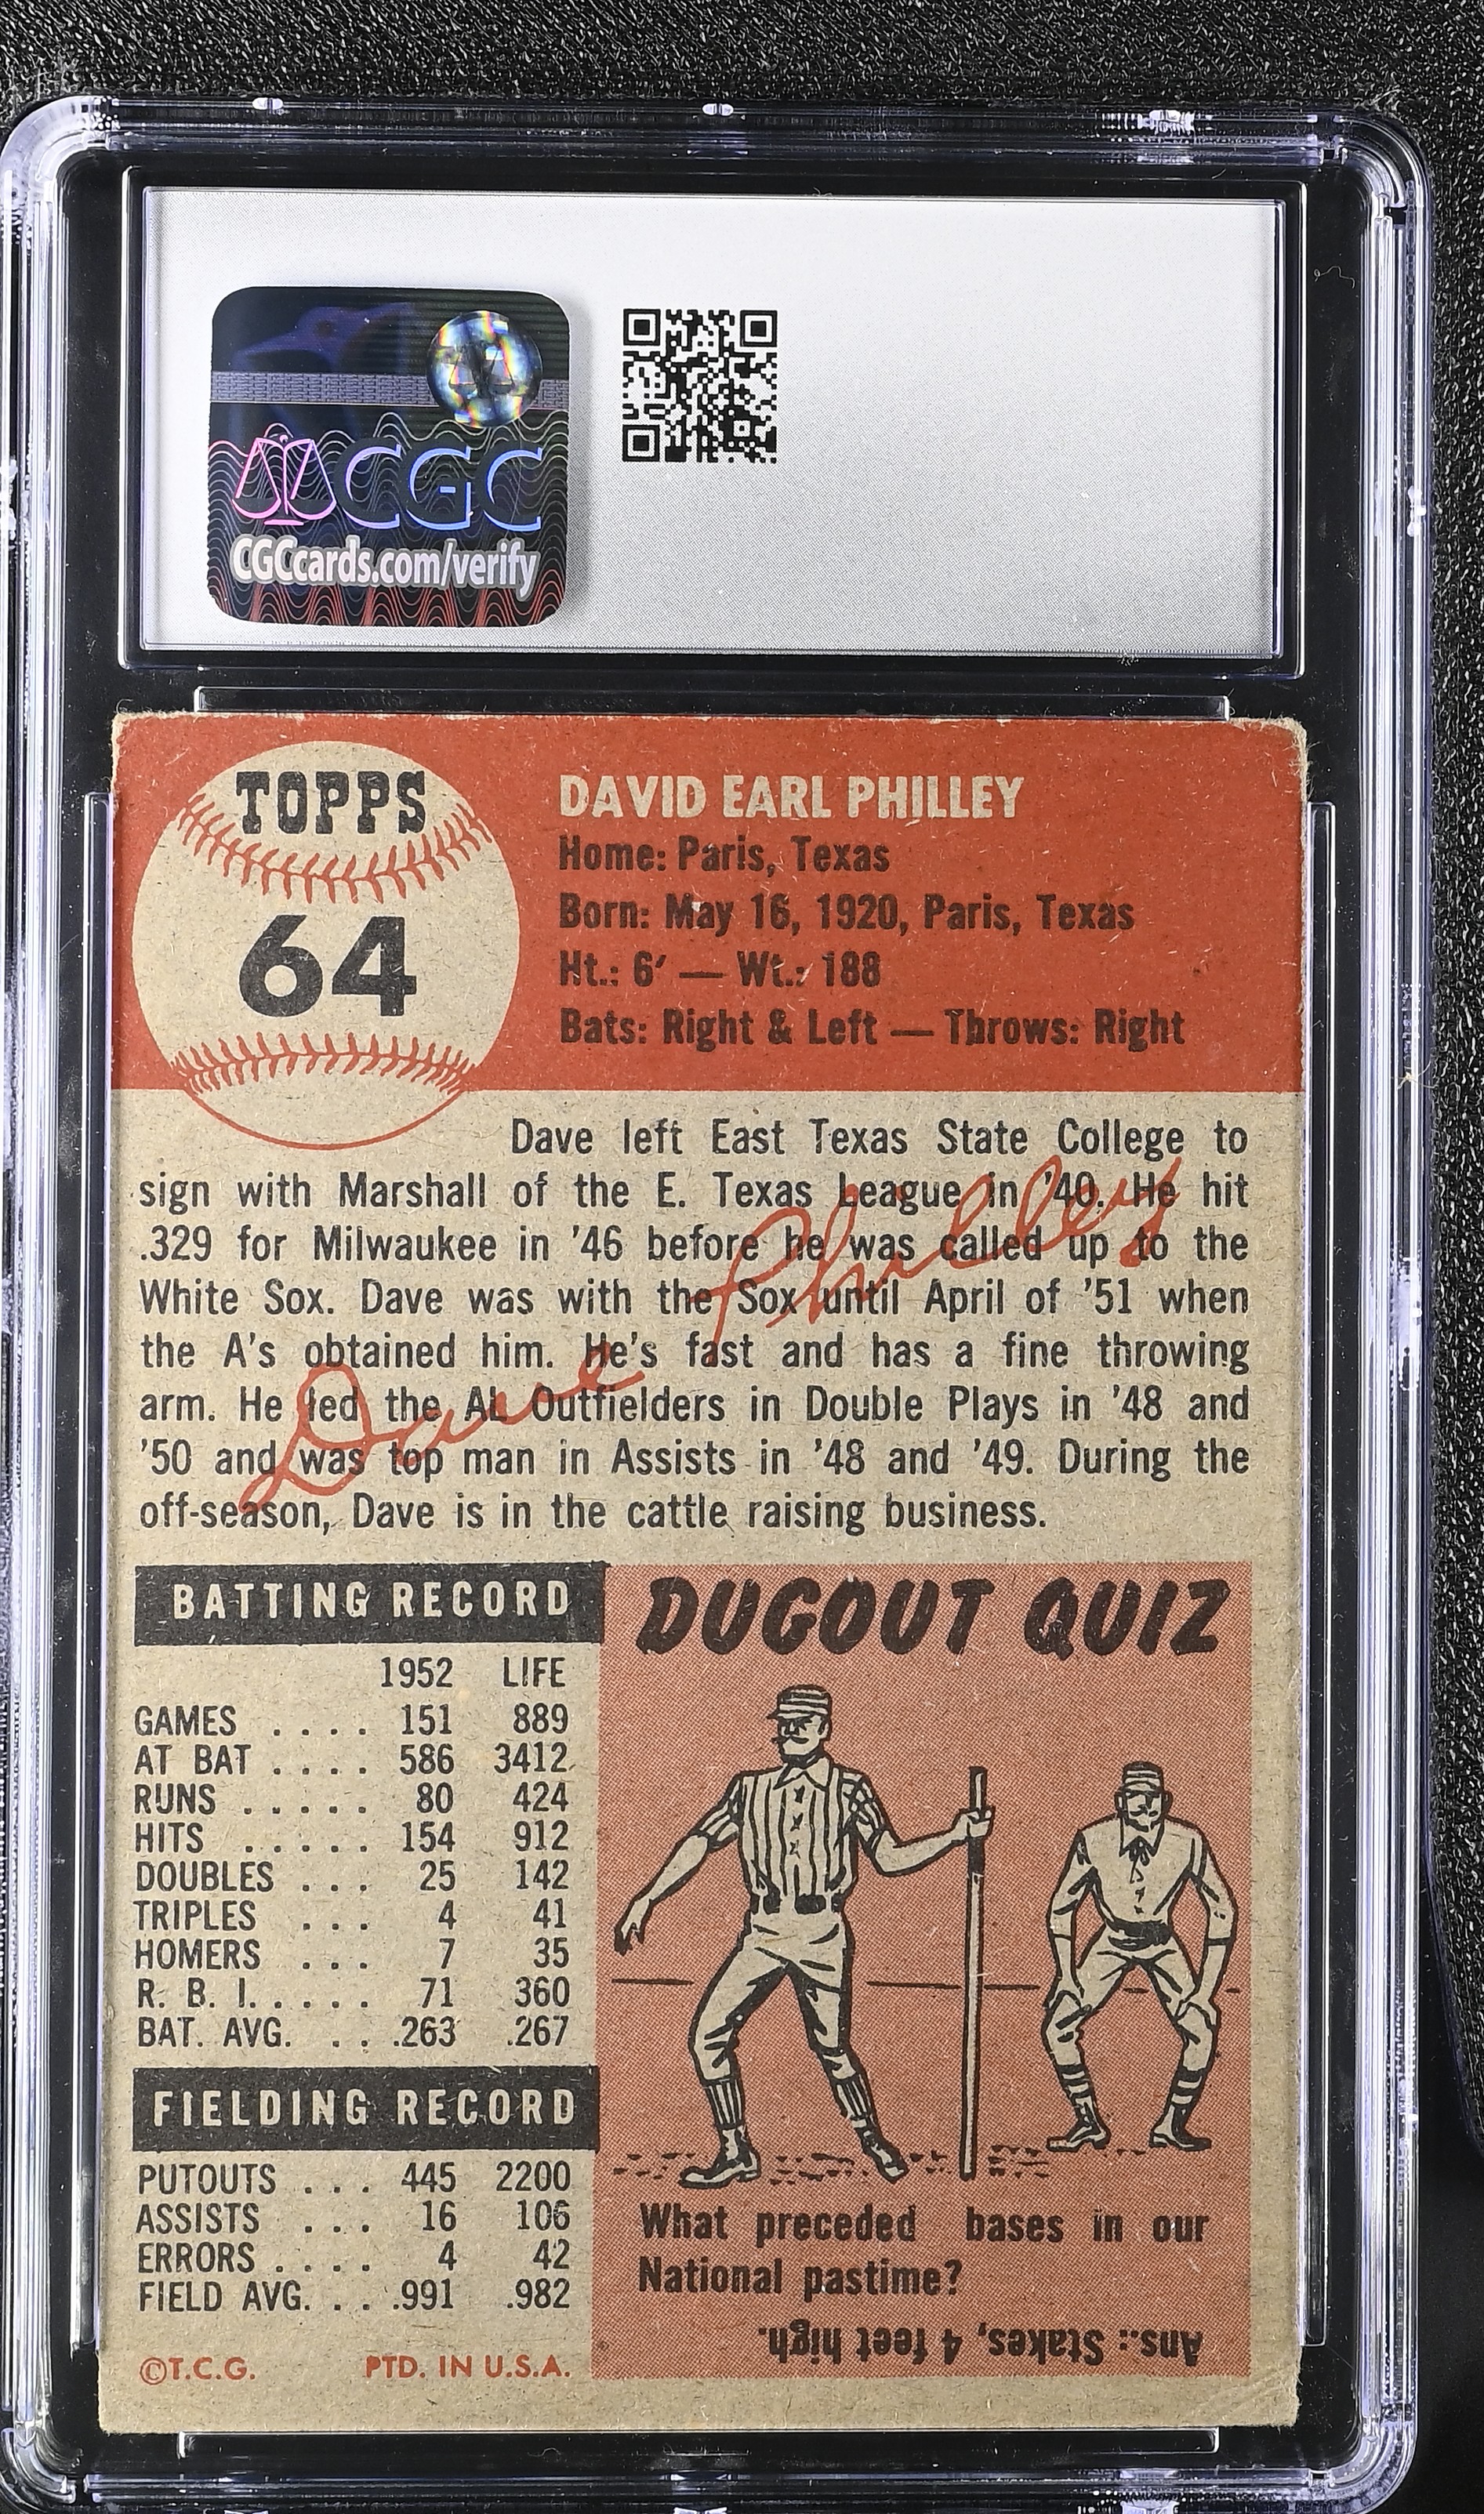 CGC
CGCcards.com/verify
TOPPS
64
DAVID EARL PHILLEY
Home: Paris, Texas
Born: May 16, 1920, Paris, Texas
Ht.: 6′ — Wt.: 188
Bats: Right & Left — Throws: Right
Dave left East Texas State College to
sign with Marshall of the E. Texas League in '40. He hit
.329 for Milwaukee in '46 before he was called up to the
White Sox. Dave was with the Sox until April of '51 when
the A's obtained him. He's fast and has a fine throwing
arm. He led the AL Outfielders in Double Plays in '48 and
'50 and was top man in Assists in '48 and '49. During the
off-season, Dave is in the cattle raising business.
Dave Philley
BATTING RECORD
1952 LIFE
GAMES . . . . 151 889
AT BAT . . . . 586 3412
RUNS . . . . . 80 424
HITS . . . . . 154 912
DOUBLES . . . 25 142
TRIPLES . . . 4 41
HOMERS . . . 7 35
R. B. I. . . . . . 71 360
BAT. AVG. . . . .263 .267
FIELDING RECORD
PUTOUTS . . . 445 2200
ASSISTS . . . 16 106
ERRORS . . . . 4 42
FIELD AVG. . . . .991 .982
©T.C.G. PTD. IN U.S.A.
DUGOUT QUIZ
What preceded bases in our
National pastime?
Ans.: Stakes, 4 feet high.